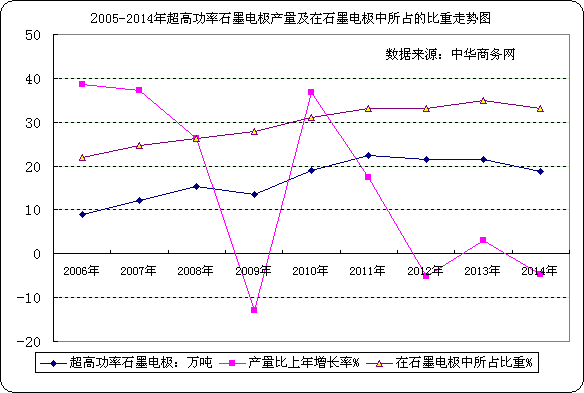 2005-2014年超高功率石墨电极产量及在石墨电极中所占的比重走势图
数据来源：中华商务网
50
40
30
20
10
0
-10
-20
2006年 2007年 2008年 2009年 2010年 2011年 2012年 2013年 2014年
超高功率石墨电极：万吨 产量比上年增长率% 在石墨电极中所占比重%